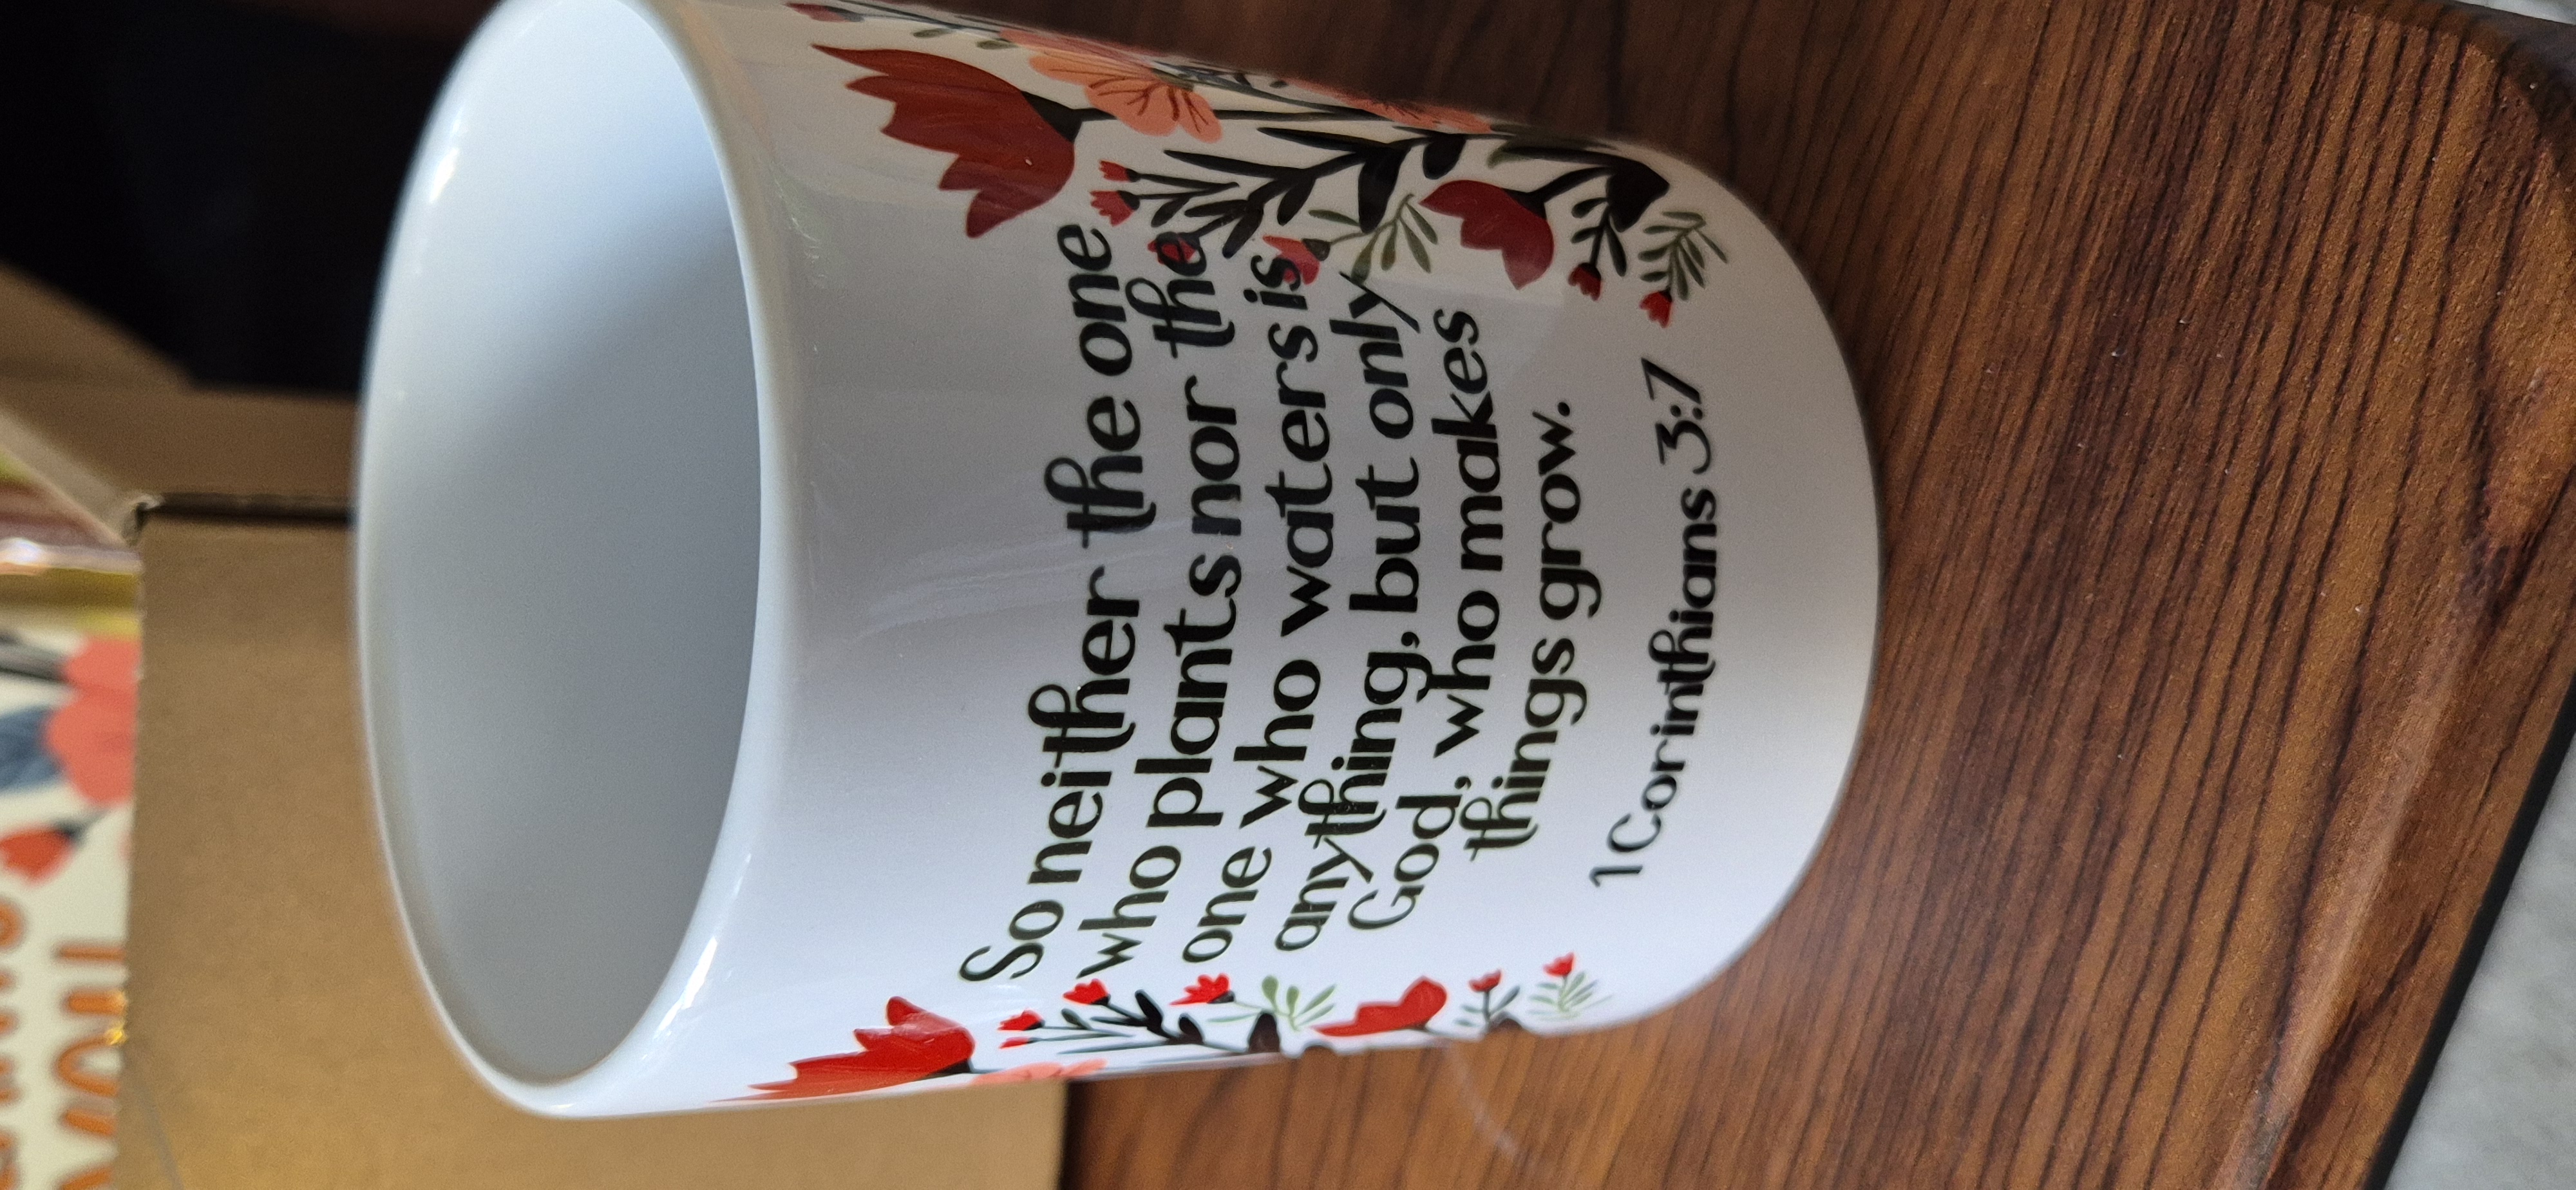 So neither the one
who plants nor the
one who waters is
anything, but only
God, who makes
things grow.
1 Corinthians 3:7